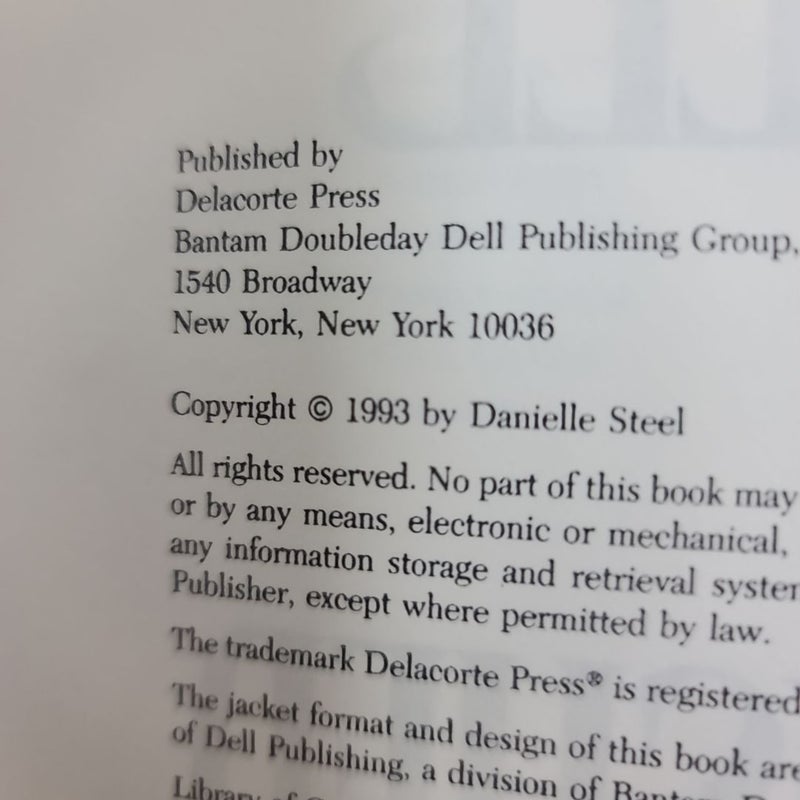 Published by
Delacorte Press
Bantam Doubleday Dell Publishing Group,
1540 Broadway
New York, New York 10036
Copyright © 1993 by Danielle Steel
All rights reserved. No part of this book may
or by any means, electronic or mechanical,
any information storage and retrieval
Publisher, except where permitted by law.
The trademark Delacorte Press® is registered
The jacket format and design of this book are
of Dell Publishing, a division of
Library of